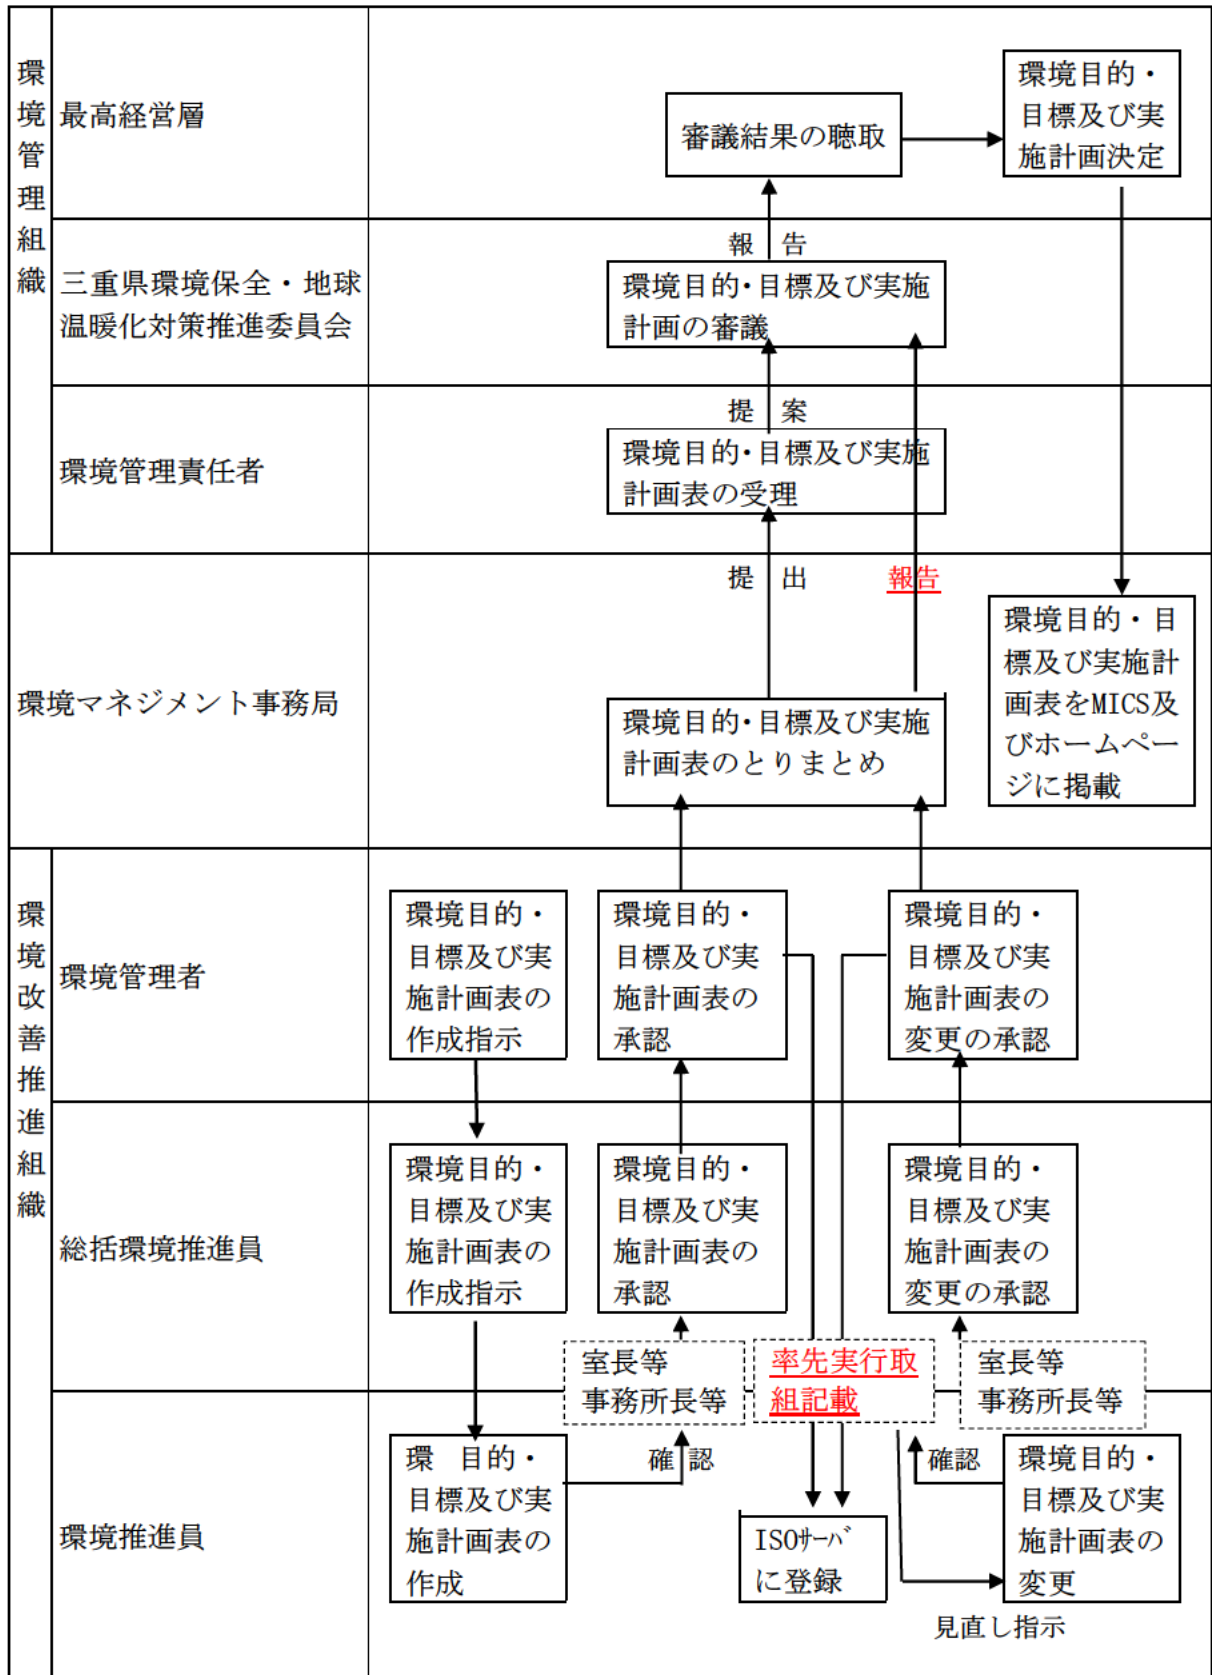 環境管理組織
最高経営層
審議結果の聴取
環境目的・
目標及び実
施計画決定
三重県環境保全・地球
温暖化対策推進委員会
報 告
環境目的・目標及び実施
計画の審議
環境管理責任者
提 案
環境目的・目標及び実施
計画表の受理
環境マネジメント事務局
提 出
報告
環境目的・目標及び実施
計画表のとりまとめ
環境目的・目
標及び実施計
画表をMICS及
びホームペー
ジに掲載
環境改善推進組織
環境管理者
環境目的・
目標及び実
施計画表の
作成指示
環境目的・
目標及び実
施計画表の
承認
環境目的・
目標及び実
施計画表の
変更の承認
総括環境推進員
環境目的・
目標及び実
施計画表の
作成指示
環境目的・
目標及び実
施計画表の
承認
環境目的・
目標及び実
施計画表の
変更の承認
室長等
事務所長等
率先実行取
組記載
室長等
事務所長等
環境推進員
環 目的・
目標及び実
施計画表の
作成
確 認
ISOｻｰﾊﾞ
に登録
確認
環境目的・
目標及び実
施計画表の
変更
見直し指示